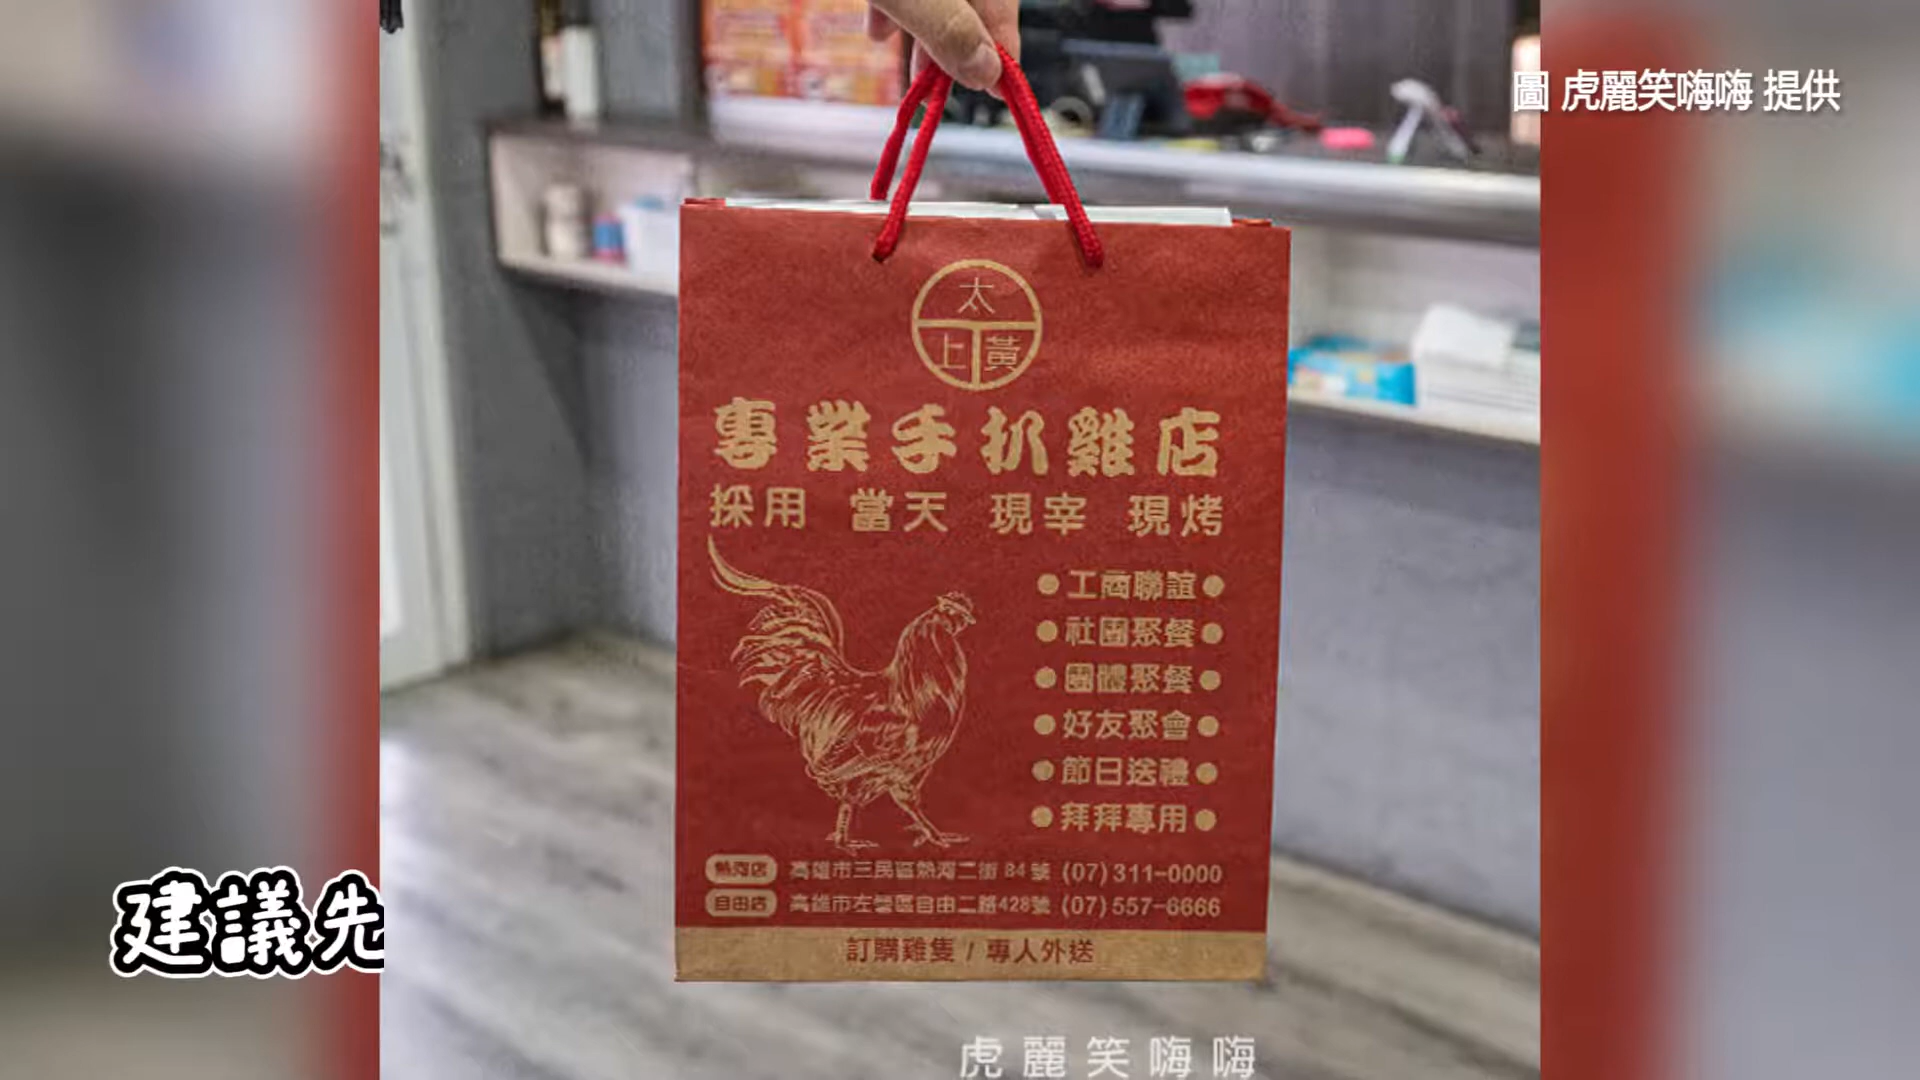 圖 虎麗笑嗨嗨 提供
太
上黃
專業手扒雞店
採用 當天 現宰 現烤
●工商聯誼●
●社團聚餐●
●團體聚餐●
●好友聚會●
●節日送禮●
●拜拜專用●
熱河店 高雄市三民區熱河二街84號 (07)311-0000
自由店 高雄市左營區自由二路428號 (07)557-6666
訂購雞隻 / 專人外送
建議先
虎麗笑嗨嗨